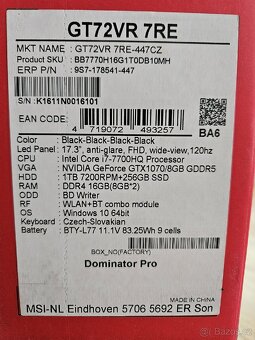 GT72VR 7RE
MKT NAME : GT72VR 7RE-447CZ
Product SKU : BB7770H16G1T0DB10MH
ERP P/N : 9S7-178541-447
S/N: K1611N0016101
EAN CODE:
4 719072 493257
BA6
Color : Black-Black-Black-Black
Led Panel : 17.3", anti-glare, FHD, wide-view,120hz
CPU : Intel Core i7-7700HQ Processor
VGA : NVIDIA GeForce GTX1070/8GB GDDR5
HDD : 1TB 7200RPM+256GB SSD
RAM : DDR4 16GB(8GB*2)
ODD : BD Writer
RF : WLAN+BT combo module
OS : Windows 10 64bit
Keyboard : Czech-Slovakian
Battery : BTY-L77 11.1V 83.25Wh 9 cells
BOX_NO(FACTORY)
Dominator Pro
MADE IN CHINA
MSI-NL Eindhoven 5706 5692 ER Son